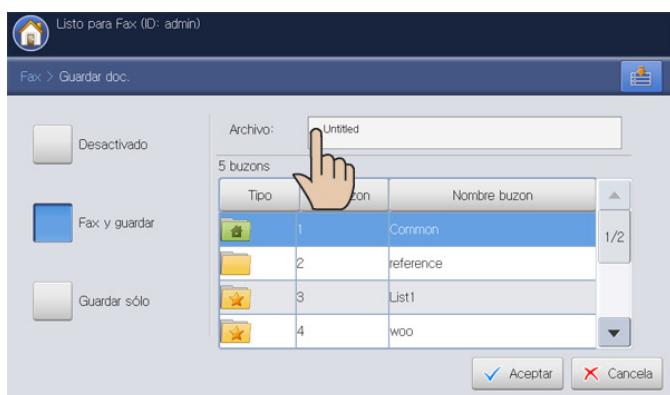 Listo para Fax (ID: admin)
Fax > Guardar doc.
Desactivado
Fax y guardar
Guardar sólo
Archivo: Untitled
5 buzons
Tipo Nombre buzon
1 Common
2 reference
3 List1
4 woo
1/2
Aceptar Cancela